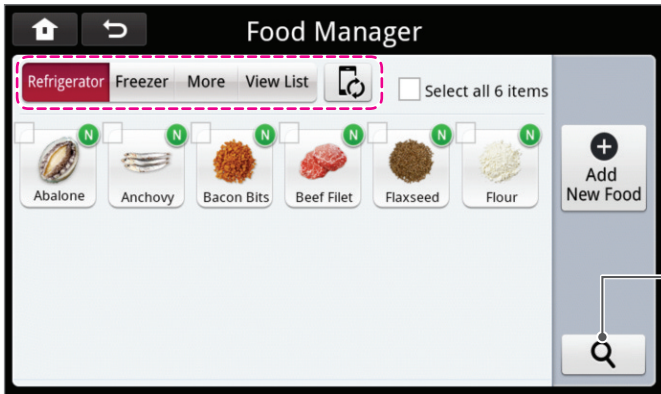 Food Manager
Refrigerator Freezer More View List
Select all 6 items
N N N N N N
Abalone Anchovy Bacon Bits Beef Filet Flaxseed Flour
Add
New Food